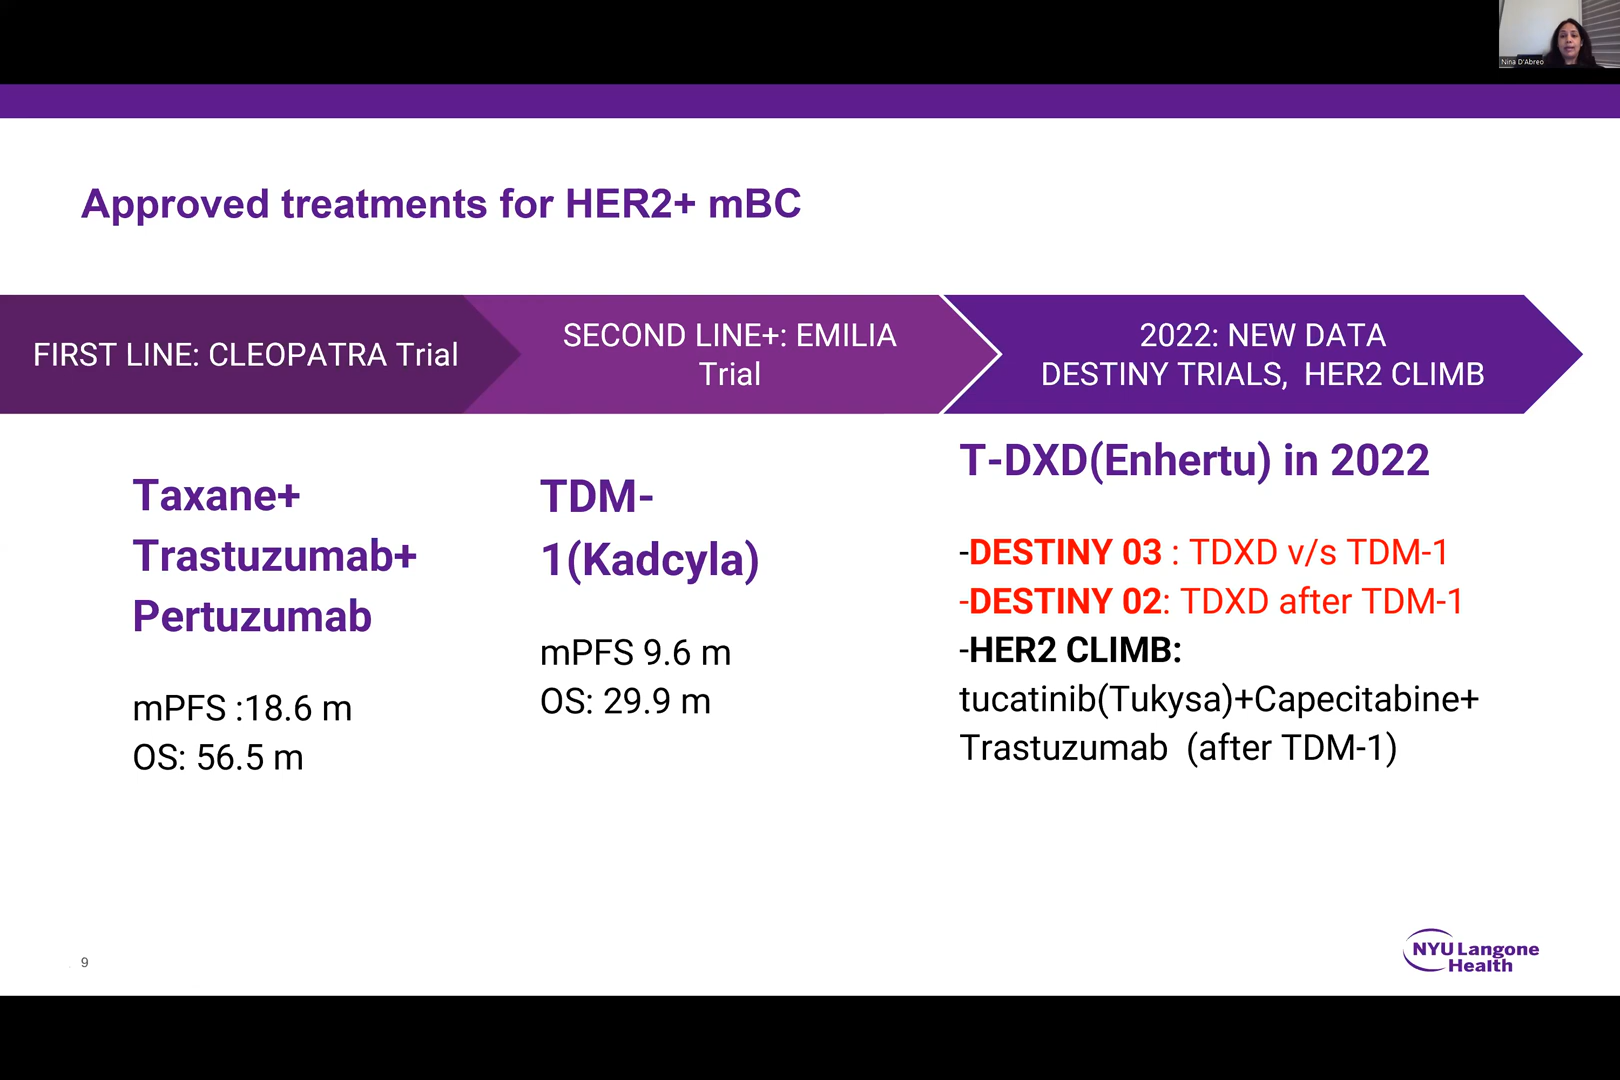 Nina D'Abreo
Approved treatments for HER2+ mBC
FIRST LINE: CLEOPATRA Trial
SECOND LINE+: EMILIA
Trial
2022: NEW DATA
DESTINY TRIALS, HER2 CLIMB
Taxane+
Trastuzumab+
Pertuzumab
mPFS :18.6 m
OS: 56.5 m
TDM-
1(Kadcyla)
mPFS 9.6 m
OS: 29.9 m
T-DXD(Enhertu) in 2022
-DESTINY 03 : TDXD v/s TDM-1
-DESTINY 02: TDXD after TDM-1
-HER2 CLIMB:
tucatinib(Tukysa)+Capecitabine+
Trastuzumab (after TDM-1)
9
NYU Langone
Health